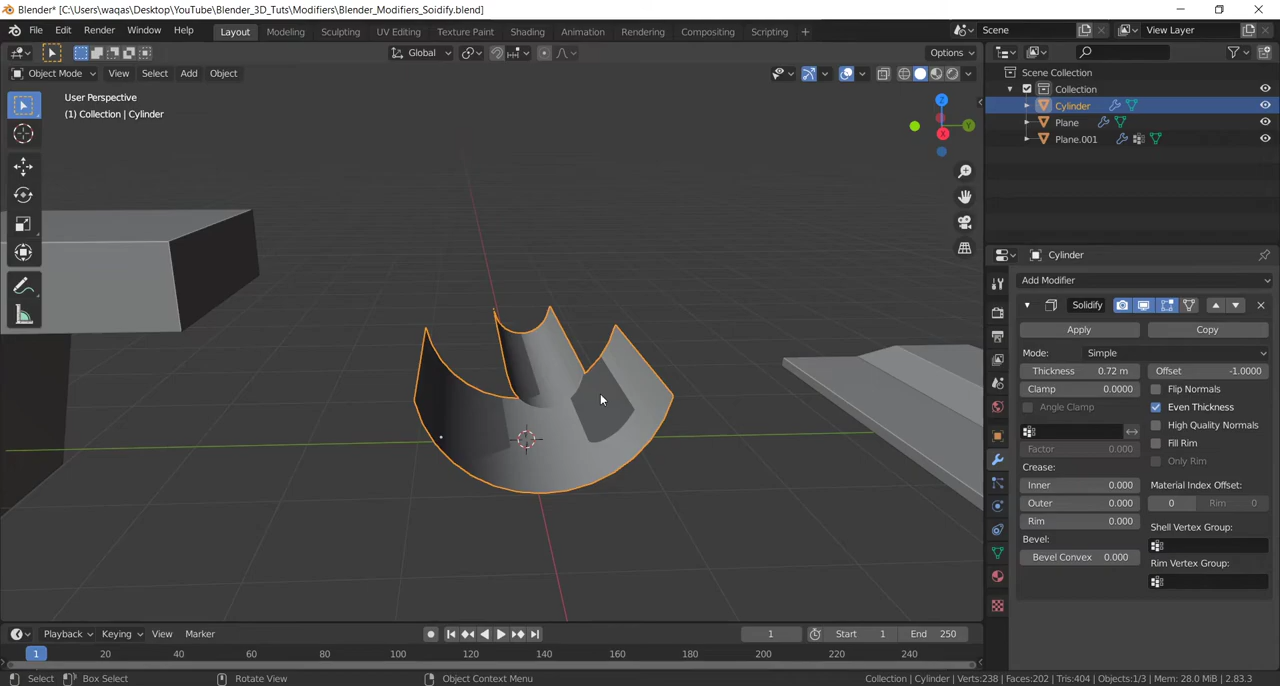 Blender* [C:\Users\waqas\Desktop\YouTube\Blender_3D_Tuts\Modifiers\Blender_Modifiers_Soidify.blend]
File Edit Render Window Help Layout Modeling Sculpting UV Editing Texture Paint Shading Animation Rendering Compositing Scripting + Scene View Layer
Global Options
Object Mode View Select Add Object
User Perspective
(1) Collection | Cylinder
Z
Y
X
Scene Collection
Collection
Cylinder
Plane
Plane.001
Cylinder
Add Modifier
Solidify
Apply Copy
Mode: Simple
Thickness 0.72 m Offset -1.0000
Clamp 0.0000 Flip Normals
Angle Clamp Even Thickness
High Quality Normals
Factor 0.000 Fill Rim
Crease: Only Rim
Inner 0.000 Material Index Offset:
Outer 0.000 0 Rim 0
Rim 0.000 Shell Vertex Group:
Bevel:
Bevel Convex 0.000 Rim Vertex Group:
Playback Keying View Marker 1 Start 1 End 250
1 20 40 60 80 100 120 140 160 180 200 220 240
Select Box Select Rotate View Object Context Menu Collection | Cylinder | Verts:238 | Faces:202 | Tris:404 | Objects:1/3 | Mem: 28.0 MiB | 2.83.3